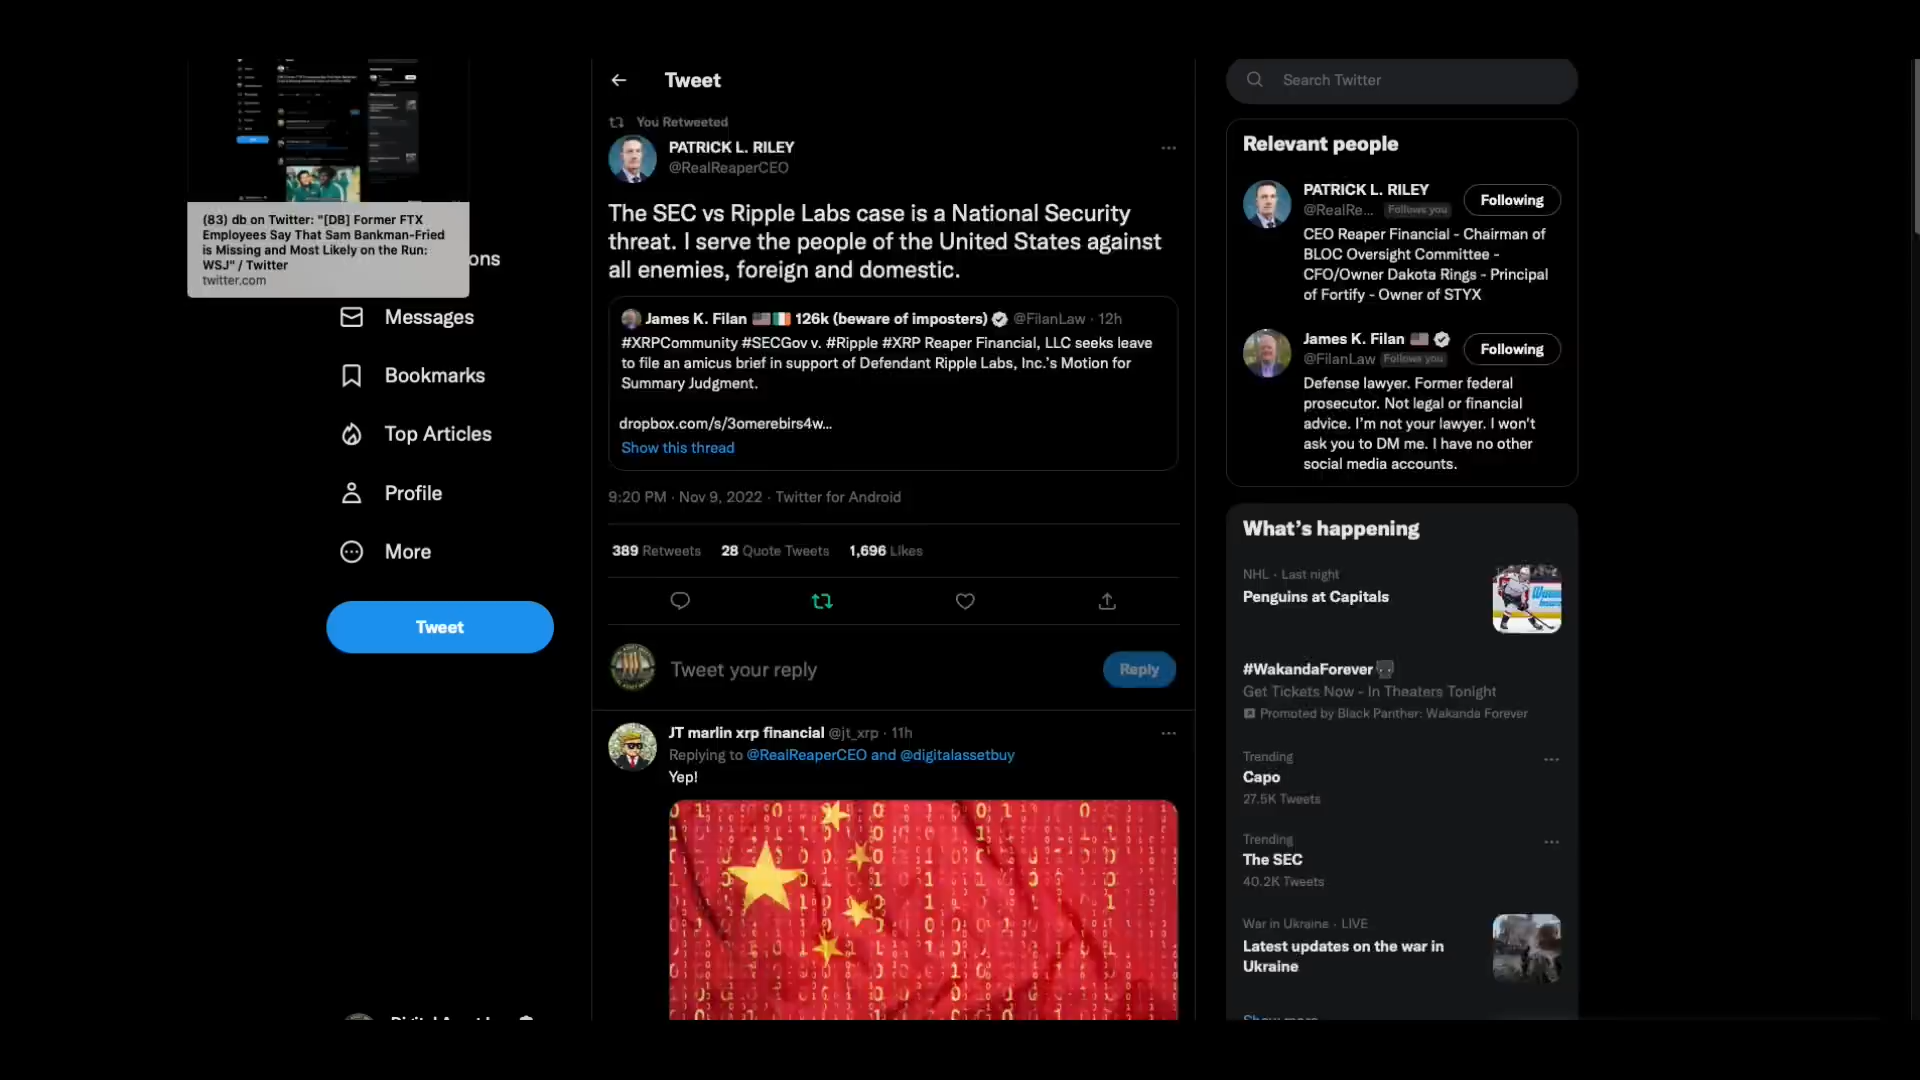 (83) db on Twitter: "[DB] Former FTX
Employees Say That Sam Bankman-Fried
is Missing and Most Likely on the Run:
WSJ" / Twitter
twitter.com
ons
Messages
Bookmarks
Top Articles
Profile
More
Tweet
Tweet
You Retweeted
PATRICK L. RILEY
@RealReaperCEO
The SEC vs Ripple Labs case is a National Security
threat. I serve the people of the United States against
all enemies, foreign and domestic.
James K. Filan 126k (beware of imposters) @FilanLaw · 12h
#XRPCommunity #SECGov v. #Ripple #XRP Reaper Financial, LLC seeks leave
to file an amicus brief in support of Defendant Ripple Labs, Inc.'s Motion for
Summary Judgment.
dropbox.com/s/3omerebirs4w...
Show this thread
9:20 PM · Nov 9, 2022 · Twitter for Android
389 Retweets 28 Quote Tweets 1,696 Likes
Tweet your reply
Reply
JT marlin xrp financial @jt_xrp · 11h
Replying to @RealReaperCEO and @digitalassetbuy
Yep!
Search Twitter
Relevant people
PATRICK L. RILEY
@RealRe... Follows you
Following
CEO Reaper Financial - Chairman of
BLOC Oversight Committee -
CFO/Owner Dakota Rings - Principal
of Fortify - Owner of STYX
James K. Filan
@FilanLaw Follows you
Following
Defense lawyer. Former federal
prosecutor. Not legal or financial
advice. I'm not your lawyer. I won't
ask you to DM me. I have no other
social media accounts.
What's happening
NHL · Last night
Penguins at Capitals
#WakandaForever
Get Tickets Now - In Theaters Tonight
Promoted by Black Panther: Wakanda Forever
Trending
Capo
27.5K Tweets
Trending
The SEC
40.2K Tweets
War in Ukraine · LIVE
Latest updates on the war in
Ukraine
Show more